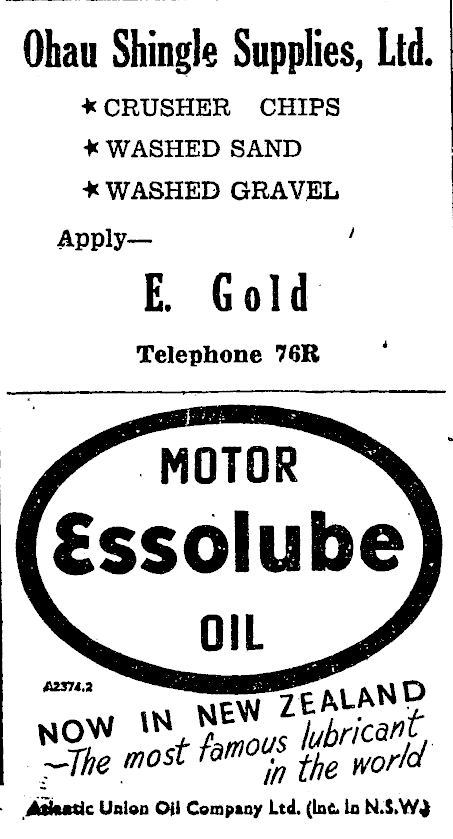 Ohau Shingle Supplies, Ltd.
★ CRUSHER CHIPS
★ WASHED SAND
★ WASHED GRAVEL
Apply—
E. Gold
Telephone 76R
MOTOR
Essolube
OIL
A2374.2
NOW IN NEW ZEALAND
—The most famous lubricant
in the world
Atlantic Union Oil Company Ltd. (Inc. in N.S.W.)